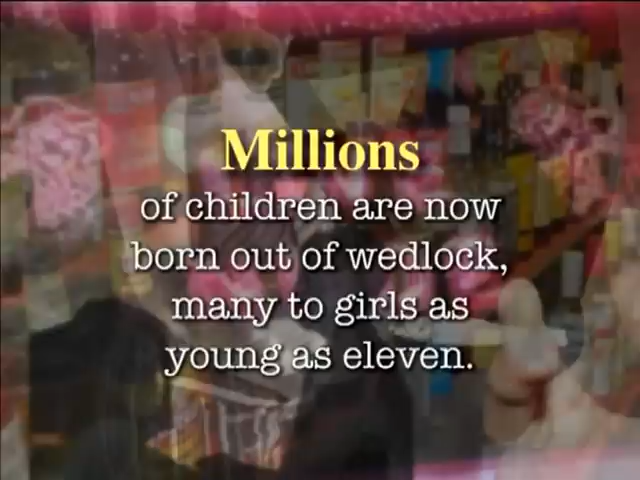 Millions
of children are now
born out of wedlock,
many to girls as
young as eleven.